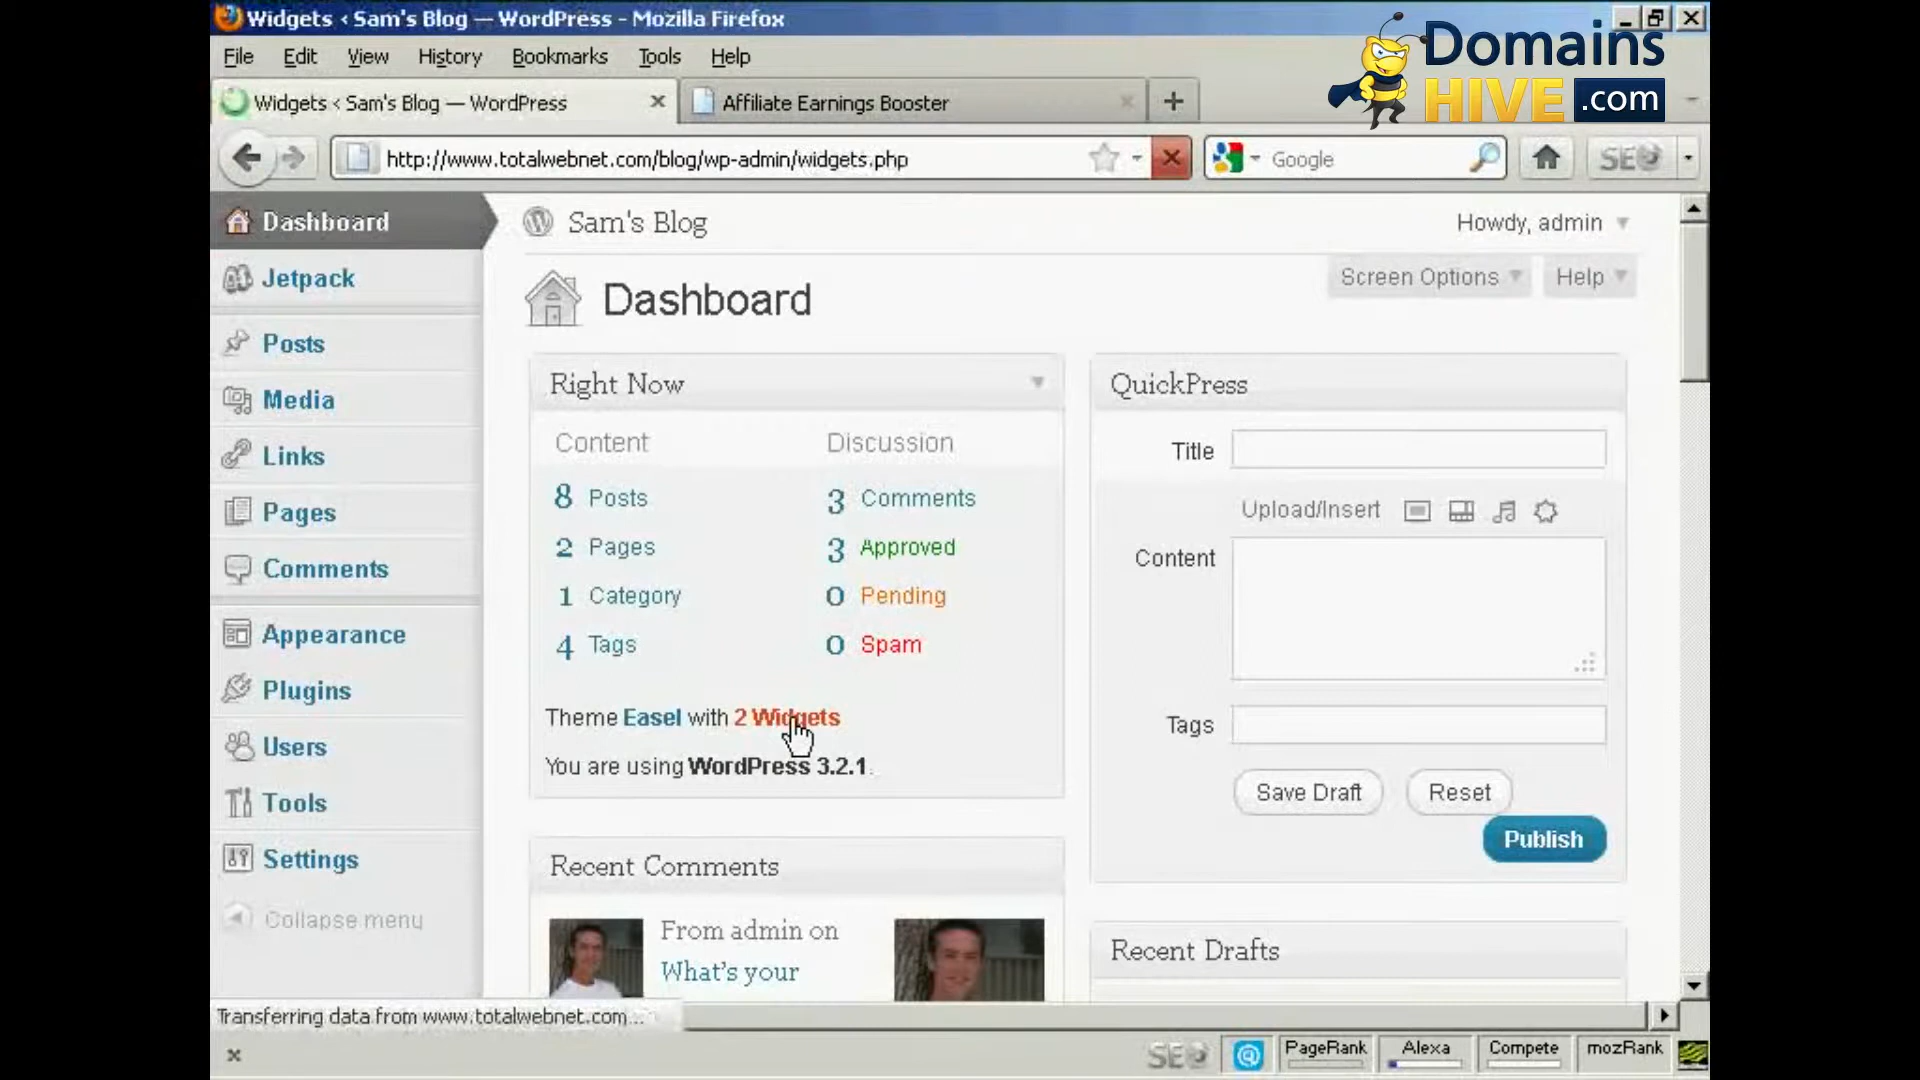 Widgets ‹ Sam's Blog — WordPress - Mozilla Firefox
File Edit View History Bookmarks Tools Help
Domains
HIVE .com
Widgets ‹ Sam's Blog — WordPress
Affiliate Earnings Booster
http://www.totalwebnet.com/blog/wp-admin/widgets.php
Google
SEO
Dashboard
Jetpack
Posts
Media
Links
Pages
Comments
Appearance
Plugins
Users
Tools
Settings
Collapse menu
Sam's Blog
Howdy, admin
Screen Options
Help
Dashboard
Right Now
Content Discussion
8 Posts 3 Comments
2 Pages 3 Approved
1 Category 0 Pending
4 Tags 0 Spam
Theme Easel with 2 Widgets
You are using WordPress 3.2.1.
Recent Comments
From admin on
What's your
QuickPress
Title
Upload/Insert
Content
Tags
Save Draft Reset
Publish
Recent Drafts
Transferring data from www.totalwebnet.com...
SEO PageRank Alexa Compete mozRank